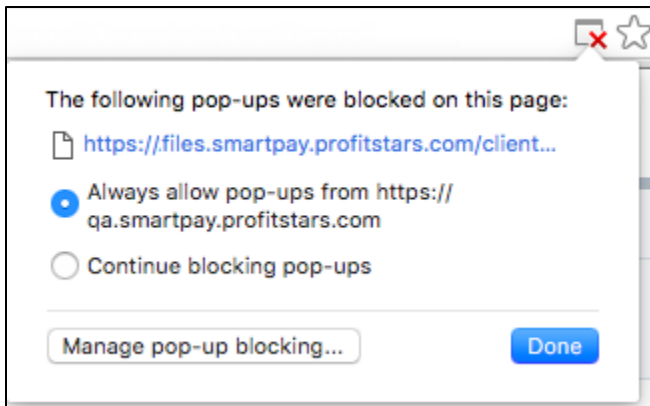 The following pop-ups were blocked on this page:
https://files.smartpay.profitstars.com/client...
Always allow pop-ups from https://
qa.smartpay.profitstars.com
Continue blocking pop-ups
Manage pop-up blocking...
Done